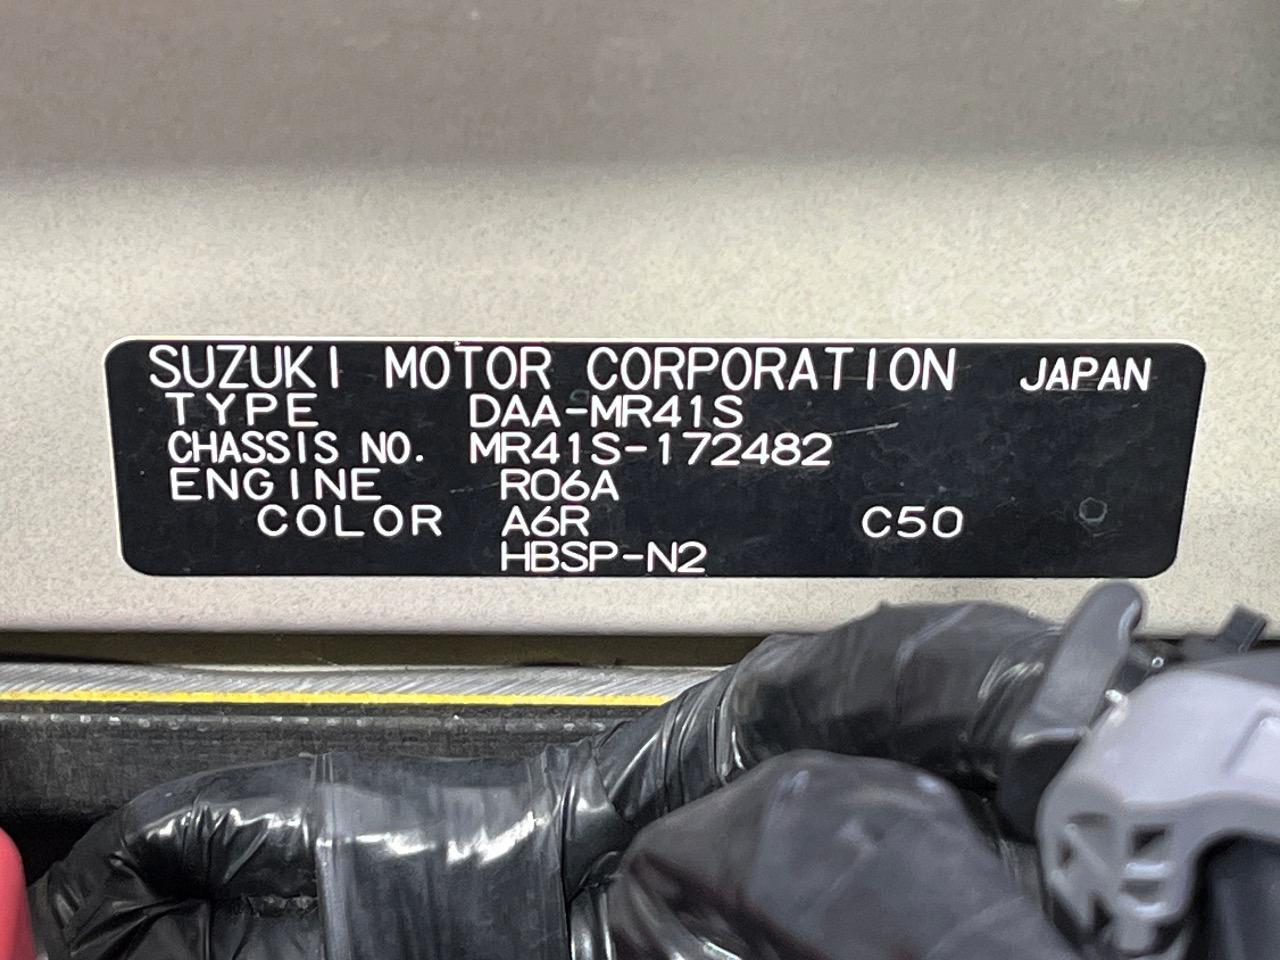 SUZUKI MOTOR CORPORATION JAPAN
TYPE DAA-MR41S
CHASSIS NO. MR41S-172482
ENGINE R06A
COLOR A6R C50
HBSP-N2